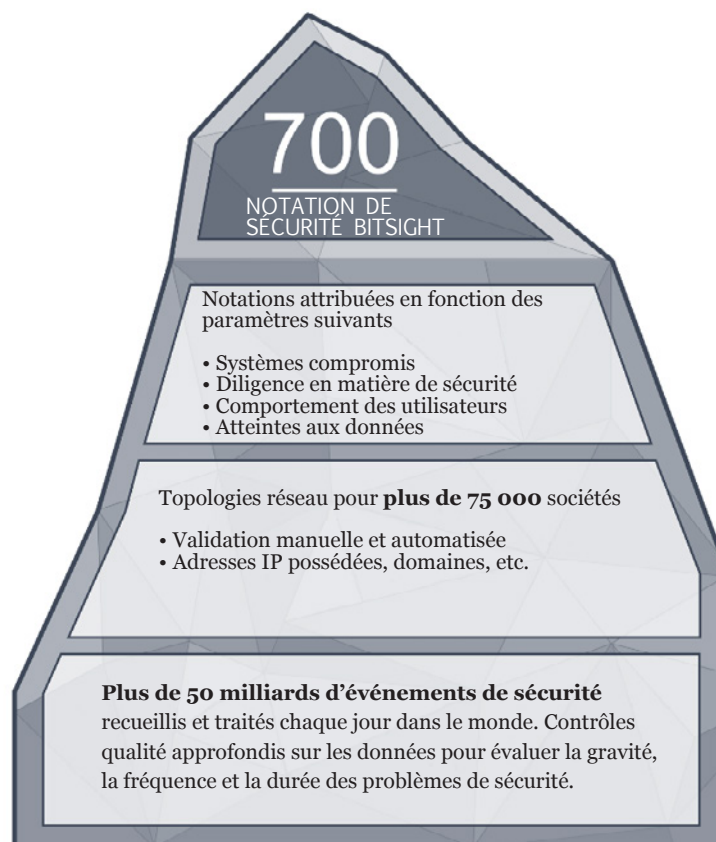 700
NOTATION DE
SÉCURITÉ BITSIGHT
Notations attribuées en fonction des
paramètres suivants
• Systèmes compromis
• Diligence en matière de sécurité
• Comportement des utilisateurs
• Atteintes aux données
Topologies réseau pour plus de 75 000 sociétés
• Validation manuelle et automatisée
• Adresses IP possédées, domaines, etc.
Plus de 50 milliards d’événements de sécurité
recueillis et traités chaque jour dans le monde. Contrôles
qualité approfondis sur les données pour évaluer la gravité,
la fréquence et la durée des problèmes de sécurité.